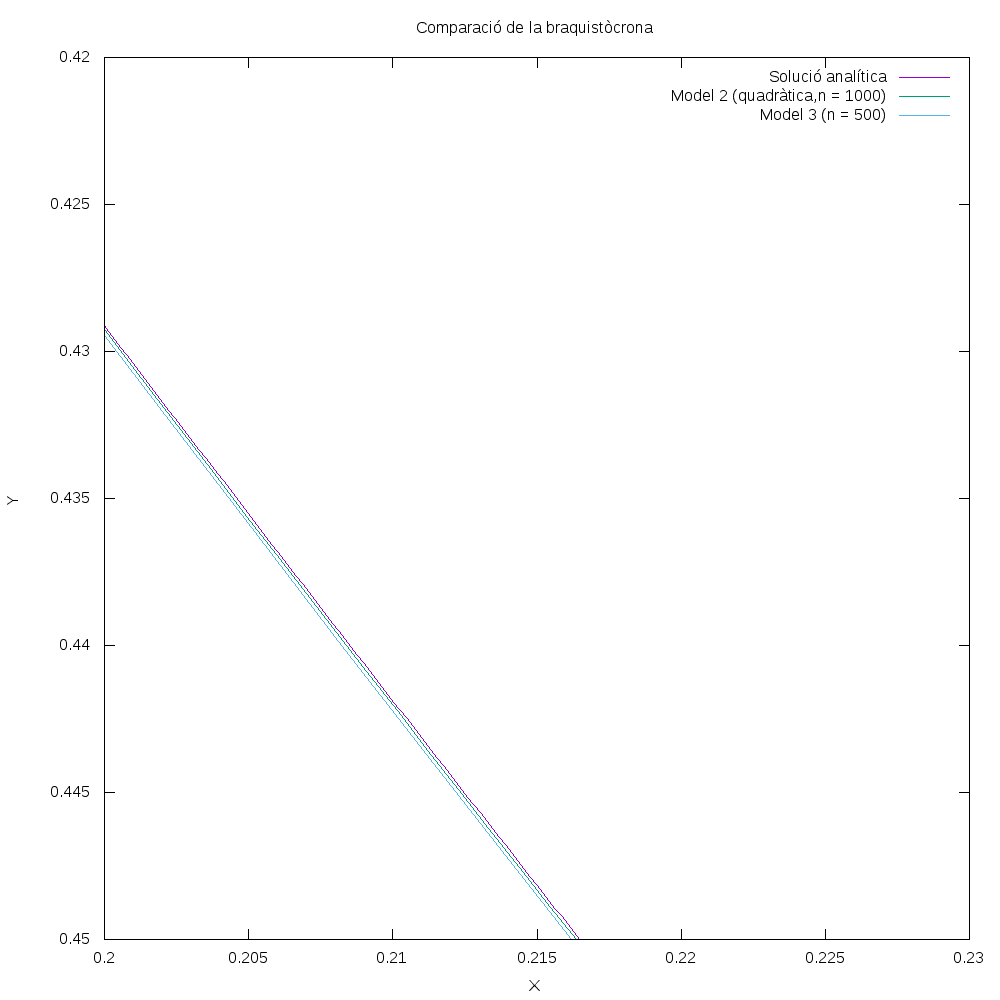 Comparació de la braquistòcrona
Solució analítica
Model 2 (quadràtica,n = 1000)
Model 3 (n = 500)
0.42
0.425
0.43
0.435
0.44
0.445
0.45
Y
0.2
0.205
0.21
0.215
0.22
0.225
0.23
X